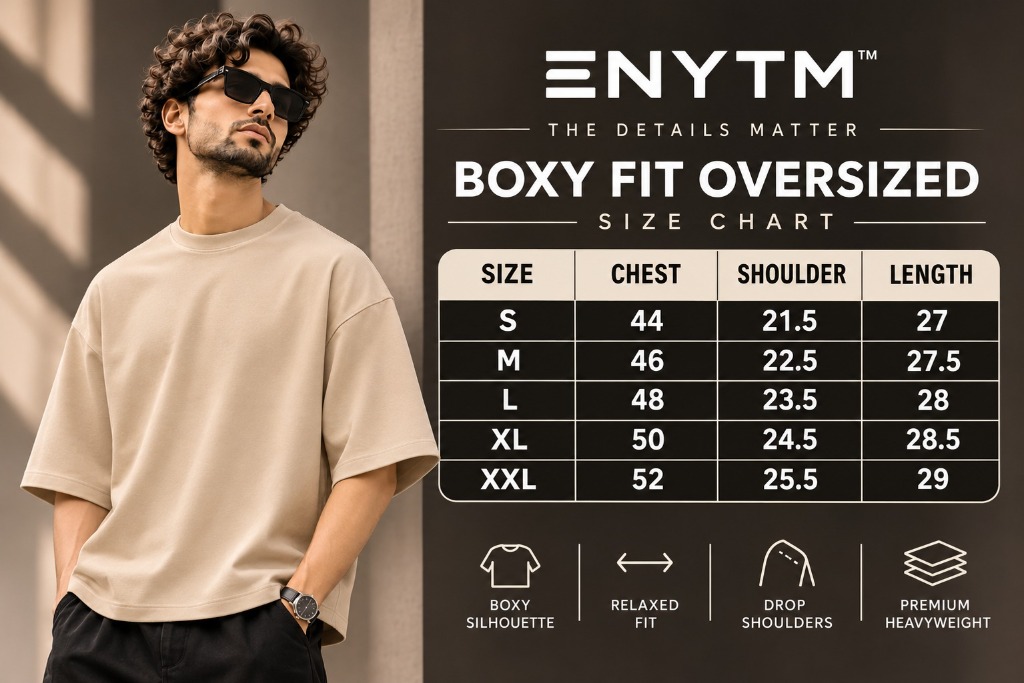 ENYTM™
THE DETAILS MATTER
BOXY FIT OVERSIZED
SIZE CHART
SIZE CHEST SHOULDER LENGTH
S 44 21.5 27
M 46 22.5 27.5
L 48 23.5 28
XL 50 24.5 28.5
XXL 52 25.5 29
BOXY
SILHOUETTE
RELAXED
FIT
DROP
SHOULDERS
PREMIUM
HEAVYWEIGHT